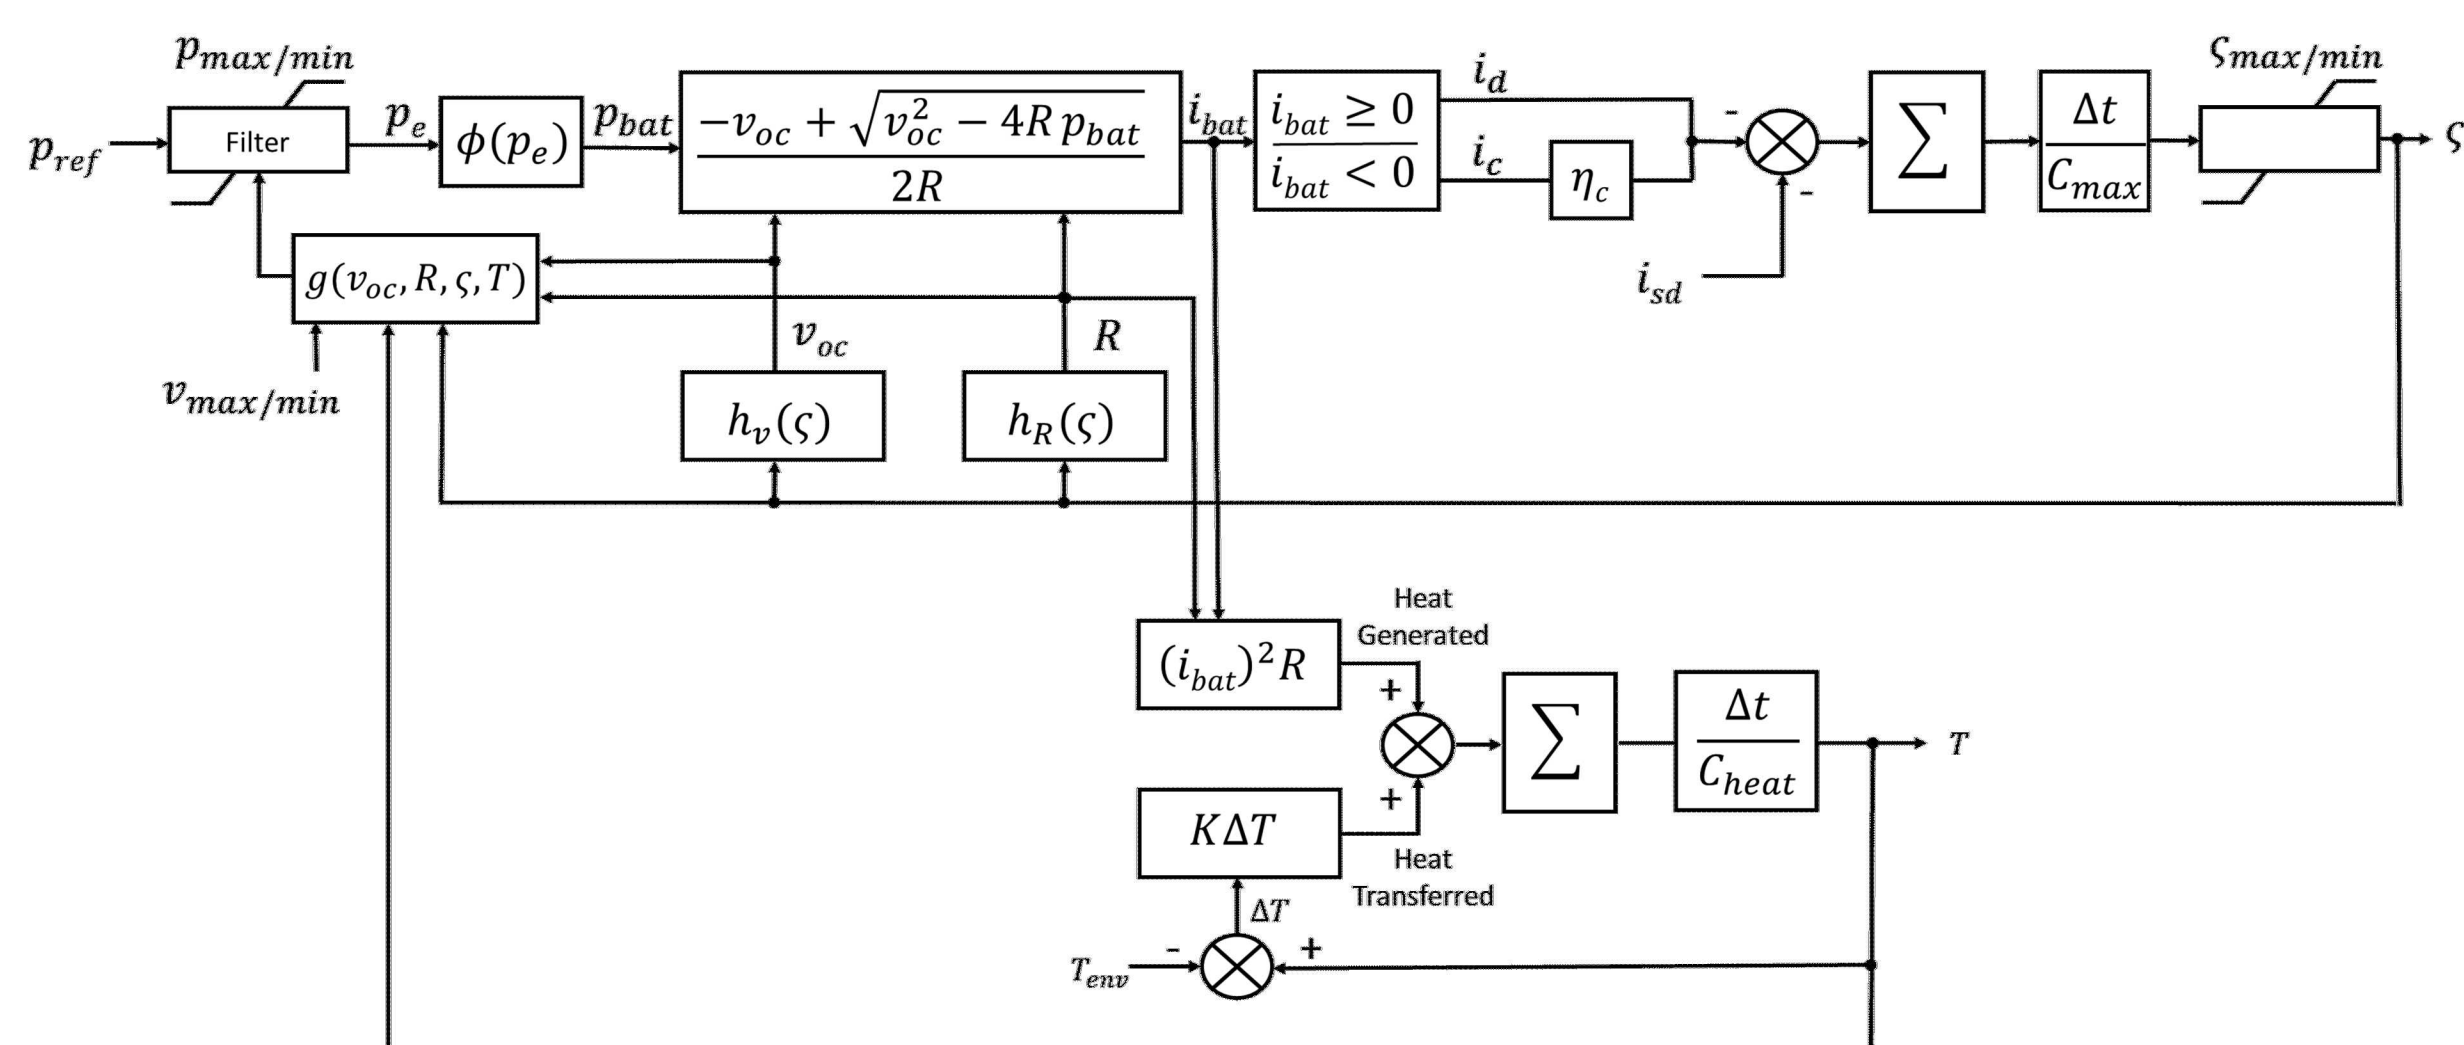 p_max/min
p_ref
Filter
p_e
ϕ(p_e)
p_bat
−v_oc + √(v_oc^2 − 4R p_bat)
2R
i_bat
i_bat ≥ 0
i_bat < 0
i_d
i_c
η_c
-
-
i_sd
∑
Δt
C_max
ς_max/min
ς
g(v_oc, R, ς, T)
v_max/min
v_oc
R
h_v(ς)
h_R(ς)
(i_bat)^2 R
Heat
Generated
+
+
KΔT
Heat
Transferred
∑
Δt
C_heat
T
ΔT
T_env
-
+